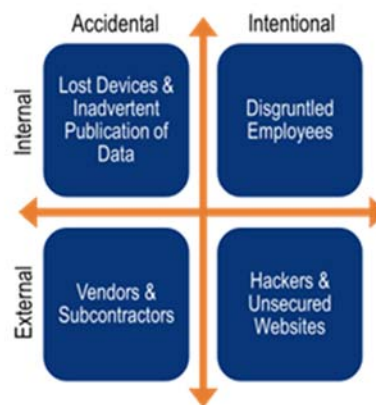 Accidental
Intentional
Internal
Lost Devices &
Inadvertent
Publication of
Data
Disgruntled
Employees
External
Vendors &
Subcontractors
Hackers &
Unsecured
Websites